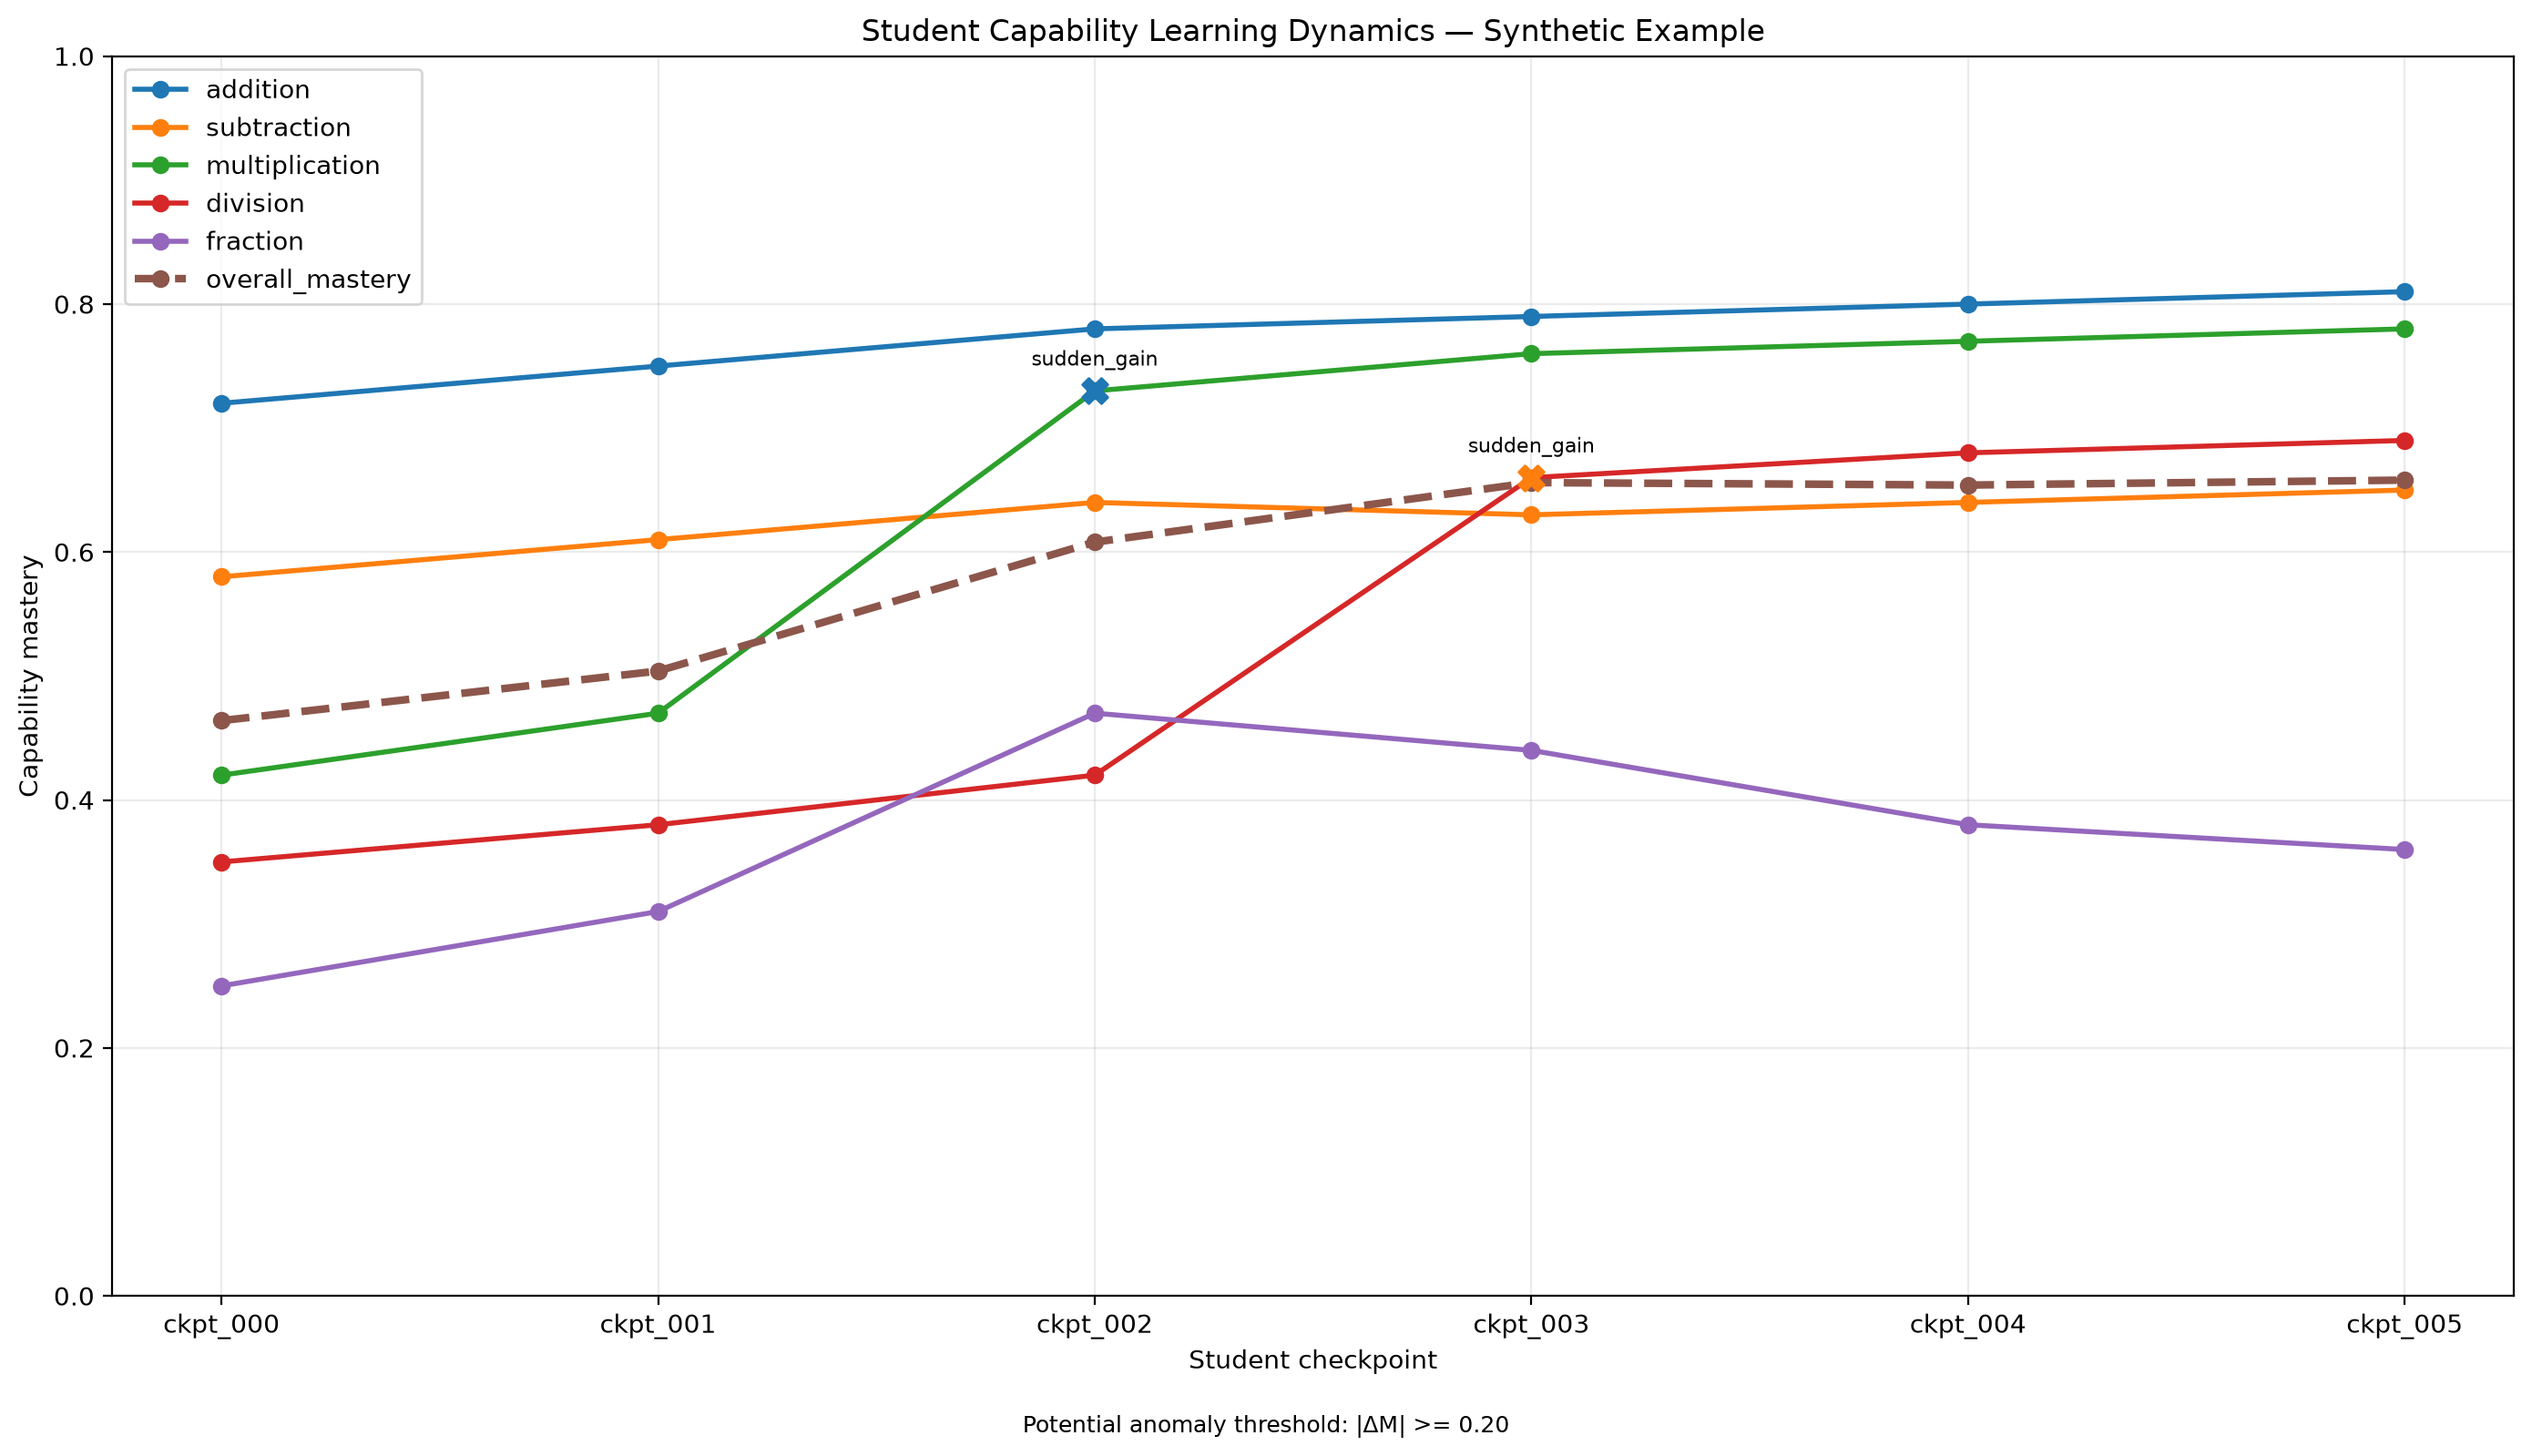 Student Capability Learning Dynamics — Synthetic Example
1.0
0.8
0.6
0.4
0.2
0.0
Capability mastery
addition
subtraction
multiplication
division
fraction
overall_mastery
sudden_gain
sudden_gain
ckpt_000
ckpt_001
ckpt_002
ckpt_003
ckpt_004
ckpt_005
Student checkpoint
Potential anomaly threshold: |ΔM| >= 0.20